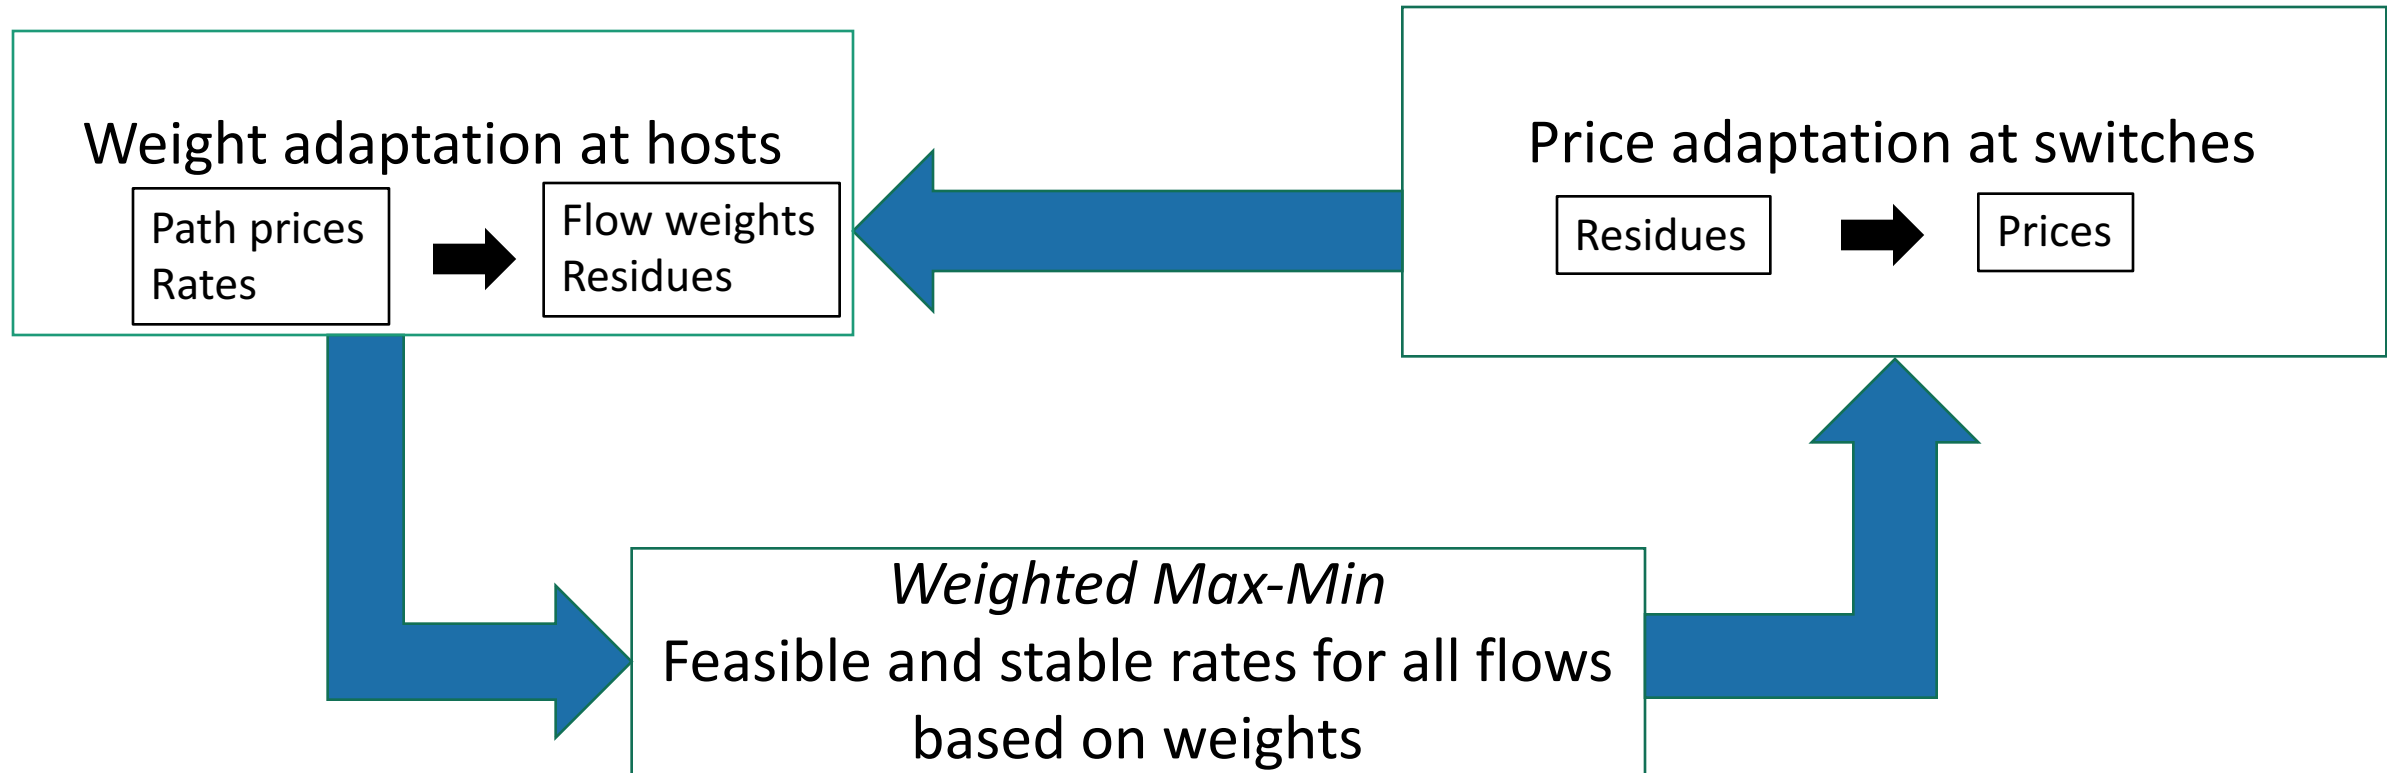 Weight adaptation at hosts
Path prices
Rates
Flow weights
Residues
Price adaptation at switches
Residues
Prices
Weighted Max-Min
Feasible and stable rates for all flows
based on weights